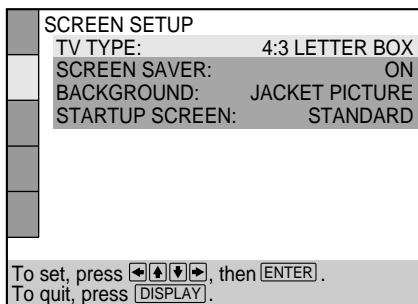 SCREEN SETUP
TV TYPE: 4:3 LETTER BOX
SCREEN SAVER: ON
BACKGROUND: JACKET PICTURE
STARTUP SCREEN: STANDARD
To set, press , then ENTER .
To quit, press DISPLAY .